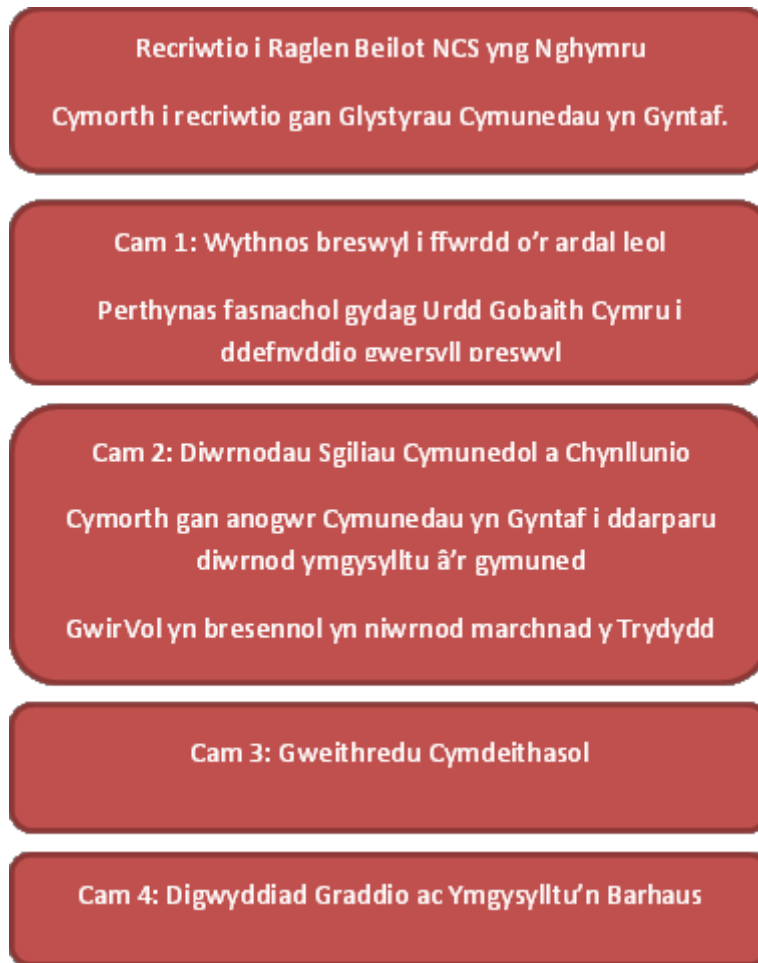 Recriwtio i Raglen Beilot NCS yng Nghymru
Cymorth i recriwtio gan Glystyrau Cymunedau yn Gyntaf.
Cam 1: Wythnos breswyl i ffwrdd o’r ardal leol
Perthynas fasnachol gydag Urdd Gobaith Cymru i
ddefnyddio gwersyll preswyl
Cam 2: Diwrnodau Sgiliau Cymunedol a Chynllunio
Cymorth gan anogwr Cymunedau yn Gyntaf i ddarparu
diwrnod ymgysylltu â’r gymuned
GwirVol yn bresennol yn niwrnod marchnad y Trydydd
Cam 3: Gweithredu Cymdeithasol
Cam 4: Digwyddiad Graddio ac Ymgysylltu’n Barhaus